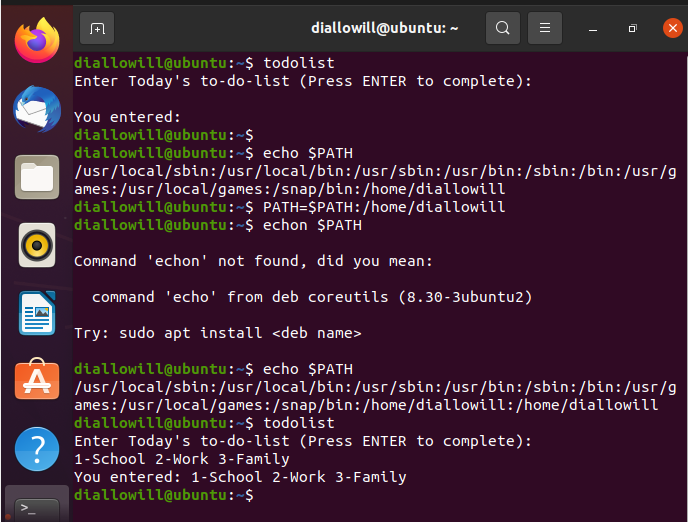 diallowill@ubuntu: ~
diallowill@ubuntu:~$ todolist
Enter Today's to-do-list (Press ENTER to complete):
You entered:
diallowill@ubuntu:~$
diallowill@ubuntu:~$ echo $PATH
/usr/local/sbin:/usr/local/bin:/usr/sbin:/usr/bin:/sbin:/bin:/usr/g
ames:/usr/local/games:/snap/bin:/home/diallowill
diallowill@ubuntu:~$ PATH=$PATH:/home/diallowill
diallowill@ubuntu:~$ echon $PATH
Command 'echon' not found, did you mean:
command 'echo' from deb coreutils (8.30-3ubuntu2)
Try: sudo apt install <deb name>
diallowill@ubuntu:~$ echo $PATH
/usr/local/sbin:/usr/local/bin:/usr/sbin:/usr/bin:/sbin:/bin:/usr/g
ames:/usr/local/games:/snap/bin:/home/diallowill:/home/diallowill
diallowill@ubuntu:~$ todolist
Enter Today's to-do-list (Press ENTER to complete):
1-School 2-Work 3-Family
You entered: 1-School 2-Work 3-Family
diallowill@ubuntu:~$